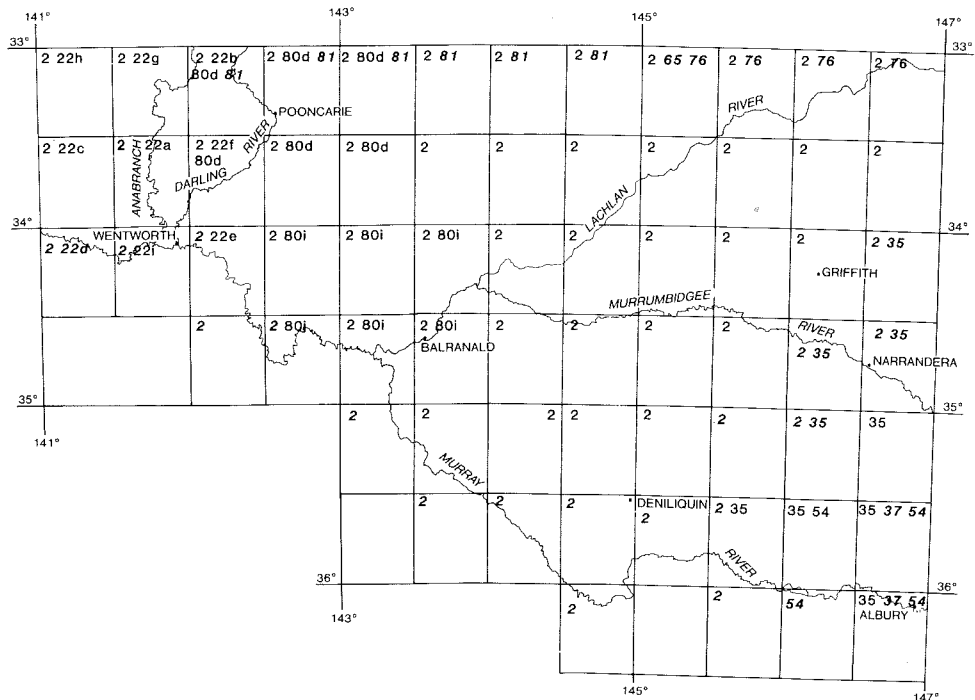 141° 143° 145° 147°
33° 33°
2 22h 2 22g 2 22b 2 80d 81 2 80d 81 2 81 2 81 2 81 2 65 76 2 76 2 76 2 76
80d 81
POONCARIE
RIVER
2 22c 2 22a 2 22f 2 80d 2 80d 2 2 2 2 2 2 2
80d
RIVER
ANABRANCH
DARLING
LACHLAN
34° 34°
WENTWORTH
2 22d 2 22i 2 22e 2 80i 2 80i 2 80i 2 2 2 2 2 2 35
GRIFFITH
MURRUMBIDGEE
2 2 80i 2 80i 2 80i 2 2 2 2 RIVER 2 35
BALRANALD
2 35
NARRANDERA
35° 35°
141°
2 2 2 2 2 2 2 35 35
MURRAY
2 2 2 DENILIQUIN 2 35 35 54 35 37 54
2
RIVER
36° 36°
143°
2 2 54 35 37 54
ALBURY
145° 147°